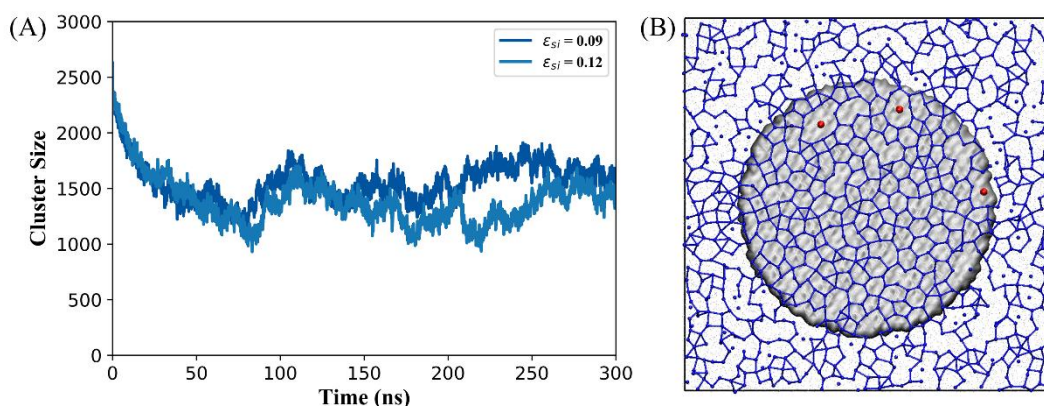 (A)
3000
2500
2000
1500
1000
500
0
Cluster Size
0 50 100 150 200 250 300
Time (ns)
εsi = 0.09
εsi = 0.12
(B)